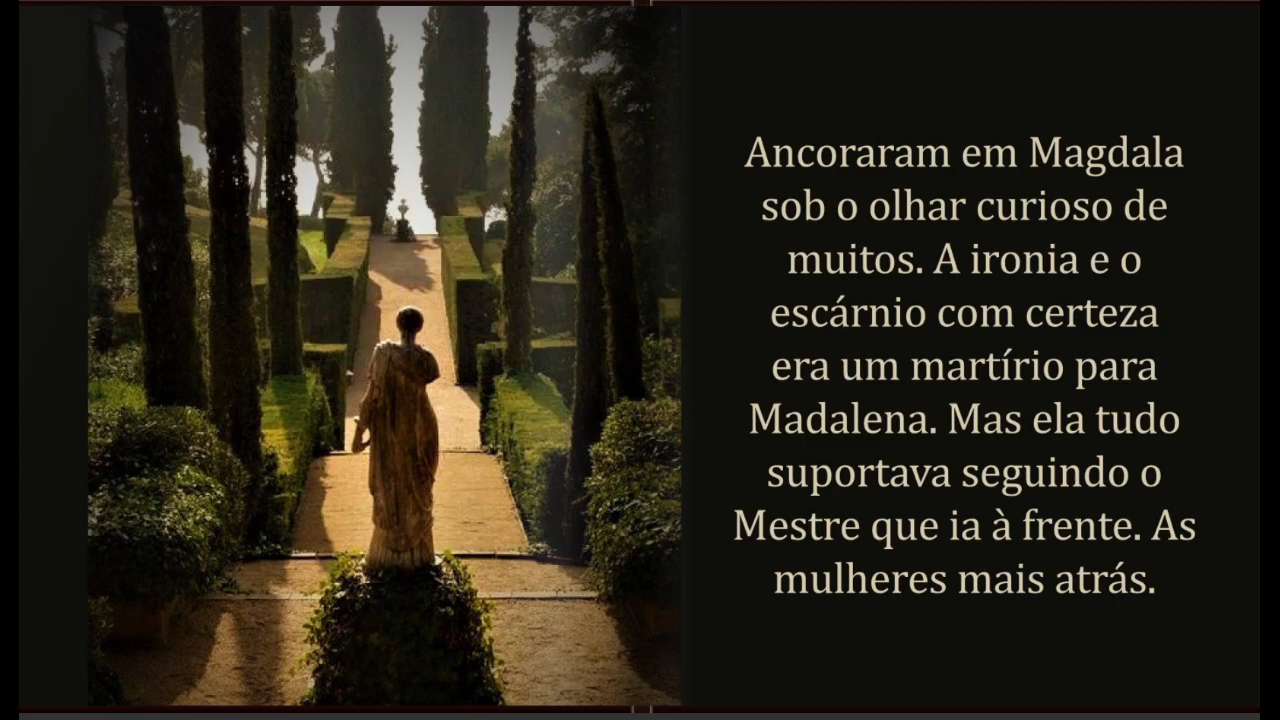 Ancoraram em Magdala
sob o olhar curioso de
muitos. A ironia e o
escárnio com certeza
era um martírio para
Madalena. Mas ela tudo
suportava seguindo o
Mestre que ia à frente. As
mulheres mais atrás.